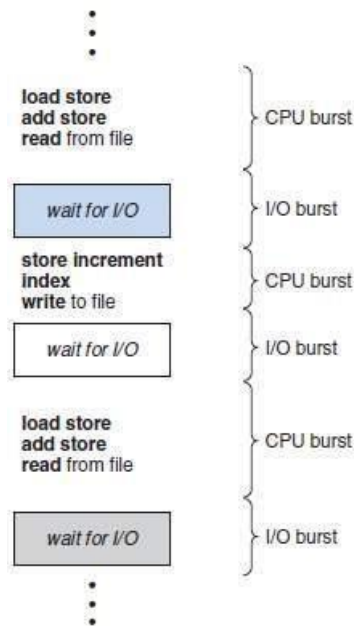 load store
add store
read from file
CPU burst
wait for I/O
I/O burst
store increment
index
write to file
CPU burst
wait for I/O
I/O burst
load store
add store
read from file
CPU burst
wait for I/O
I/O burst